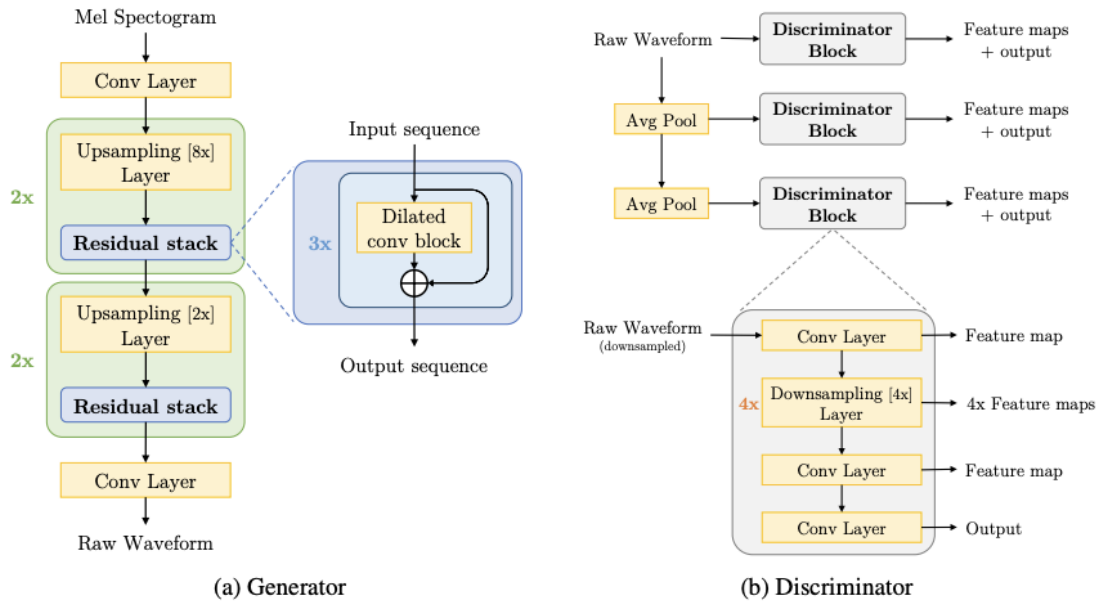 Mel Spectogram
Conv Layer
2x
Upsampling [8x]
Layer
Residual stack
2x
Upsampling [2x]
Layer
Residual stack
Conv Layer
Raw Waveform
Input sequence
3x
Dilated
conv block
Output sequence
(a) Generator
Raw Waveform
Discriminator
Block
Feature maps
+ output
Avg Pool
Discriminator
Block
Feature maps
+ output
Avg Pool
Discriminator
Block
Feature maps
+ output
Raw Waveform
(downsampled)
Conv Layer
Feature map
4x
Downsampling [4x]
Layer
4x Feature maps
Conv Layer
Feature map
Conv Layer
Output
(b) Discriminator